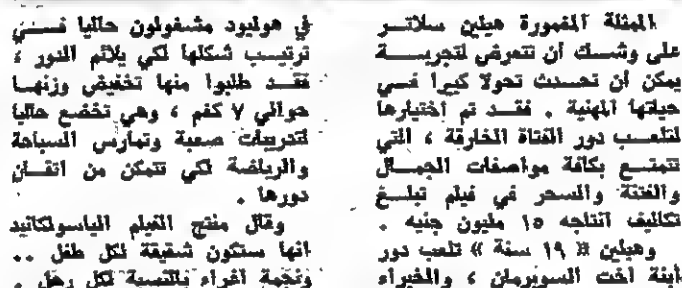 الممثلة المغمورة هيلين سلاتر
على وشك أن تتعرض لتجربة
يمكن أن تحدث تحولا كبيرا في
حياتها المهنية . فقد تم اختيارها
لتلعب دور الفتاة الخارقة ، التي
تتمتع بكافة مواصفات الجمال
والفتنة والسحر في فيلم تبلغ
تكاليف انتاجه ١٥ مليون جنيه .
وهيلين « ١٩ سنة » تلعب دور
ابنة اخت السوبرمان ، والخبراء
في هوليود مشغولون حاليا في
ترتيب شكلها لكي يلائم الدور ،
فقد طلبوا منها تخفيض وزنها
حوالي ٧ كغم ، وهي تخضع حاليا
لتدريبات صعبة وتمارس السباحة
والرياضة لكي تتمكن من اتقان
دورها .
وقال منتج الفيلم الياسولكانيد
انها ستكون شقيقة لكل طفل ..
ونجمة اغراء بالنسبة لكل رجل .